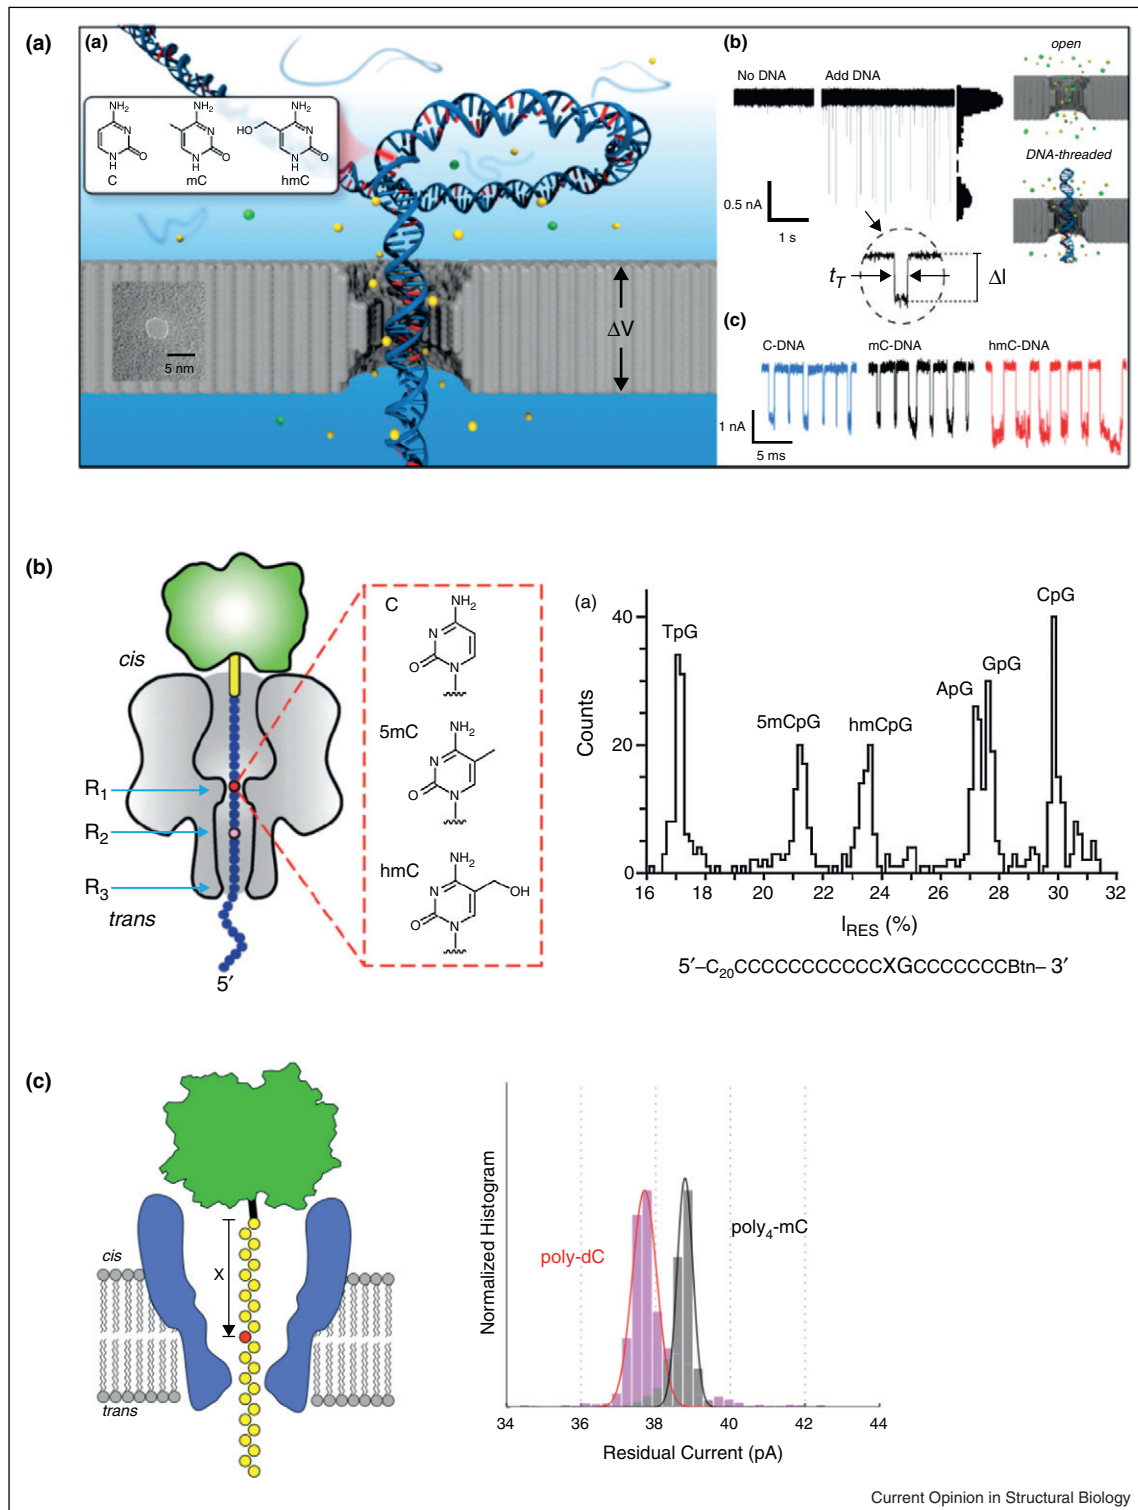 (a)
(a)
NH2
N
N
H
O
C
NH2
N
N
H
O
mC
NH2
HO
N
N
H
O
hmC
5 nm
ΔV
(b)
No DNA
Add DNA
0.5 nA
1 s
open
DNA-threaded
tT
ΔI
(c)
C-DNA
mC-DNA
hmC-DNA
1 nA
5 ms
(b)
cis
R1
R2
R3
trans
5′
C
NH2
N
O
N
5mC
NH2
N
O
N
hmC
NH2
OH
N
O
N
(a)
Counts
40
20
0
TpG
5mCpG
hmCpG
ApG
GpG
CpG
16 18 20 22 24 26 28 30 32
IRES (%)
5′–C20CCCCCCCCCCCXGCCCCCCCBtn– 3′
(c)
cis
X
trans
Normalized Histogram
poly-dC
poly4-mC
34 36 38 40 42 44
Residual Current (pA)
Current Opinion in Structural Biology